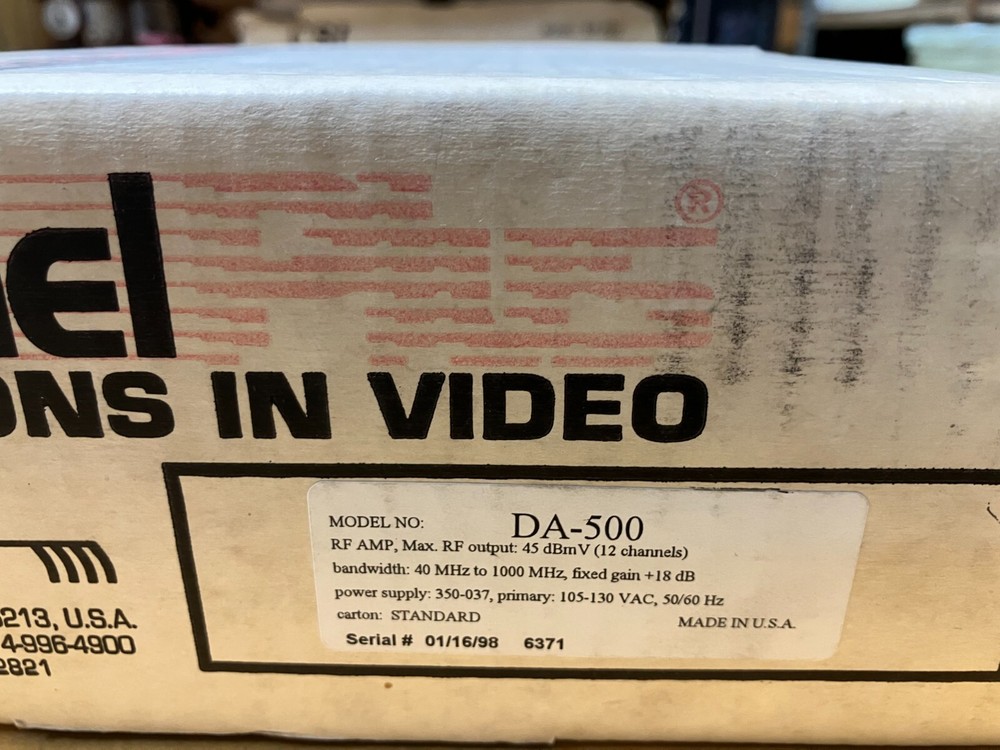 ®
IN VIDEO
MODEL NO: DA-500
RF AMP, Max. RF output: 45 dBmV (12 channels)
bandwidth: 40 MHz to 1000 MHz, fixed gain +18 dB
power supply: 350-037, primary: 105-130 VAC, 50/60 Hz
carton: STANDARD MADE IN U.S.A.
Serial # 01/16/98 6371
213, U.S.A.
4-996-4900
2821